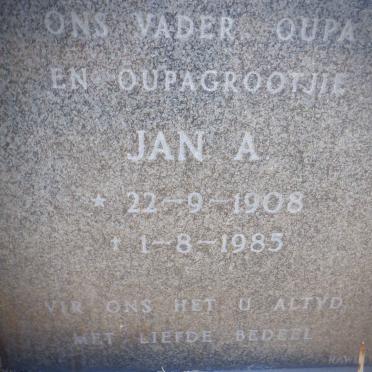 ONS VADER, OUPA
EN OUPAGROOTJIE
JAN A
* 22-9-1908
† 1-8-1985
VIR ONS HET U ALTYD
MET LIEFDE BEDEEL